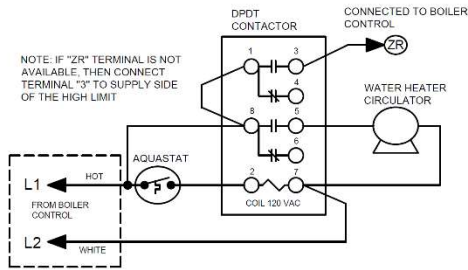 DPDT
CONTACTOR
CONNECTED TO BOILER
CONTROL
ZR
NOTE: IF "ZR" TERMINAL IS NOT
AVAILABLE, THEN CONNECT
TERMINAL "3" TO SUPPLY SIDE
OF THE HIGH LIMIT
1
3
4
WATER HEATER
CIRCULATOR
8
5
6
AQUASTAT
2
7
L1
HOT
COIL 120 VAC
FROM BOILER
CONTROL
L2
WHITE